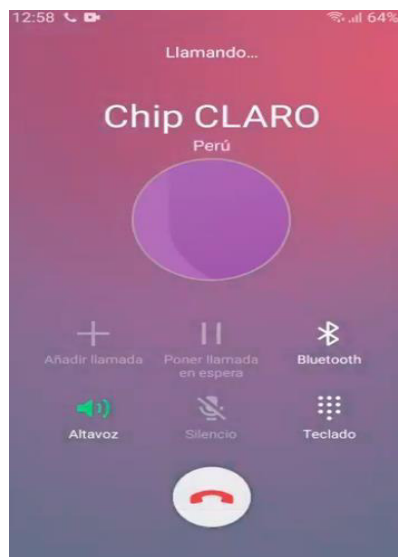 12:58 64%
Llamando...
Chip CLARO
Perú
Añadir llamada
Poner llamada
en espera
Bluetooth
Altavoz
Silencio
Teclado